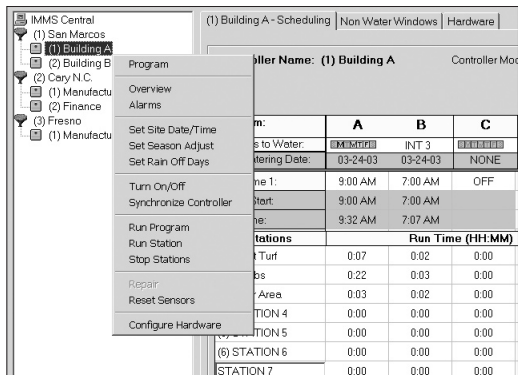 IMMS Central
(1) San Marcos
(1) Building A
(2) Building B
(2) Cary N.C.
(1) Manufactu
(2) Finance
(3) Fresno
(1) Manufactu
Program
Overview
Alarms
Set Site Date/Time
Set Season Adjust
Set Rain Off Days
Turn On/Off
Synchronize Controller
Run Program
Run Station
Stop Stations
Repair
Reset Sensors
Configure Hardware
(1) Building A - Scheduling Non Water Windows Hardware
ller Name: (1) Building A Controller Mod
m: A B C
s to Water: INT 3
tering Date: 03-24-03 03-24-03 NONE
me 1: 9:00 AM 7:00 AM OFF
Start: 9:00 AM 7:00 AM
me: 9:32 AM 7:07 AM
tations Run Time (HH:MM)
t Turf 0:07 0:02 0:00
bs 0:22 0:03 0:00
r Area 0:03 0:02 0:00
TION 4 0:00 0:00 0:00
TION 5 0:00 0:00 0:00
(6) STATION 6 0:00 0:00 0:00
STATION 7 0:00 0:00 0:00